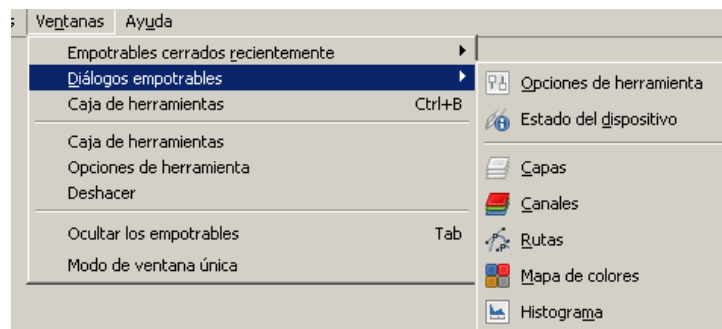 Ventanas Ayuda
Empotrables cerrados recientemente
Diálogos empotrables
Caja de herramientas Ctrl+B
Caja de herramientas
Opciones de herramienta
Deshacer
Ocultar los empotrables Tab
Modo de ventana única
Opciones de herramienta
Estado del dispositivo
Capas
Canales
Rutas
Mapa de colores
Histograma